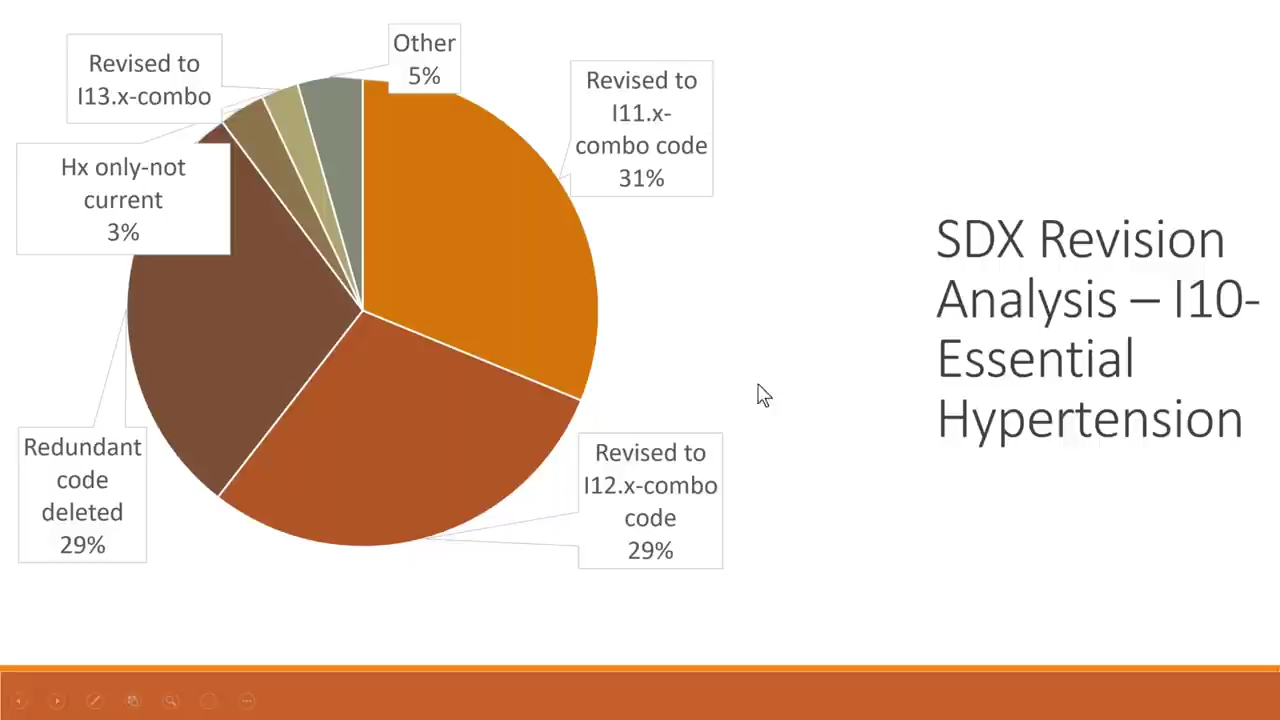 Other
5%
Revised to
I13.x-combo
Revised to
I11.x-
combo code
31%
Hx only-not
current
3%
SDX Revision
Analysis – I10-
Essential
Hypertension
Redundant
code
deleted
29%
Revised to
I12.x-combo
code
29%